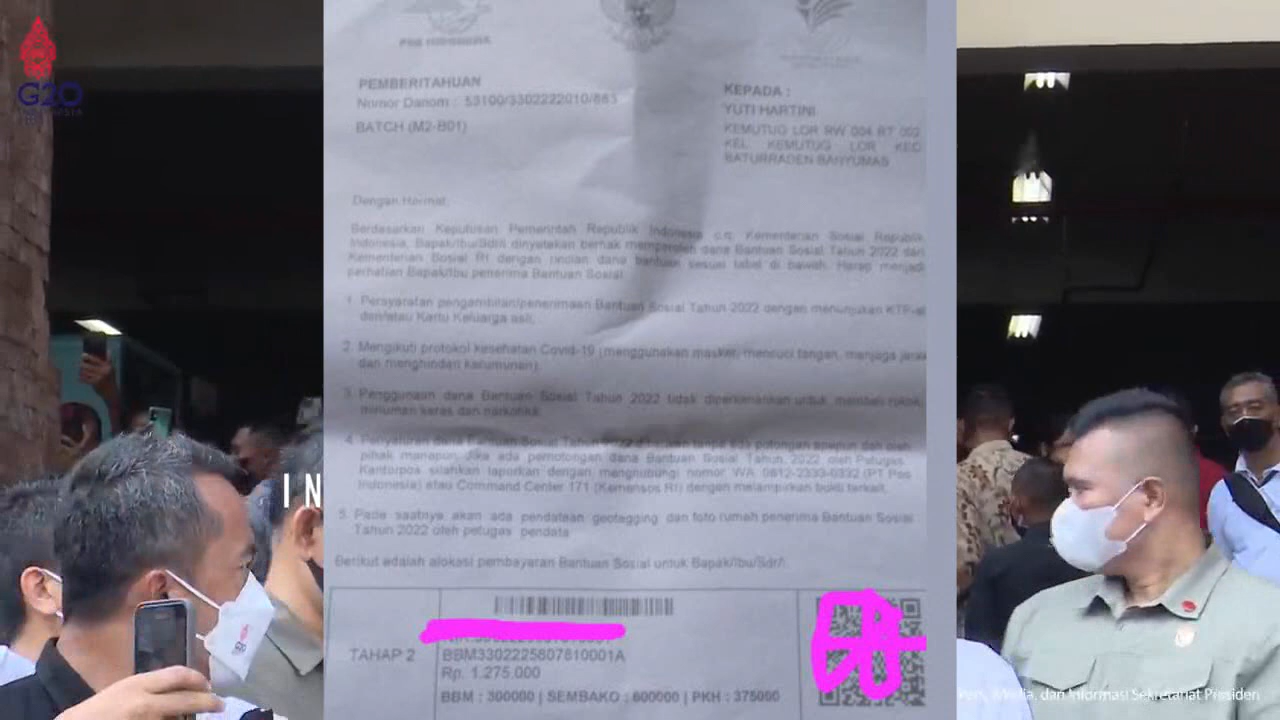 G20
INDONESIA
POS INDONESIA
PEMBERITAHUAN
Nomor Danom : 53100/3302222010/863
BATCH (M2-B01)
KEPADA :
YUTI HARTINI
KEMUTUG LOR RW 004 RT 002
KEL KEMUTUG LOR KEC
BATURRADEN BANYUMAS
Dengan Hormat,
Berdasarkan Keputusan Pemerintah Republik Indonesia c.q. Kementerian Sosial Republik
Indonesia, Bapak/Ibu/Sdr/i dinyatakan berhak memperoleh dana Bantuan Sosial Tahun 2022 dari
Kementerian Sosial RI dengan rincian dana bantuan sesuai tabel di bawah. Harap menjadi
perhatian Bapak/Ibu penerima Bantuan Sosial:
1. Persyaratan pengambilan/penerimaan Bantuan Sosial Tahun 2022 dengan menunjukan KTP-el
dan/atau Kartu Keluarga asli;
2. Mengikuti protokol kesehatan Covid-19 (menggunakan masker, mencuci tangan, menjaga jarak
dan menghindari kerumunan);
3. Penggunaan dana Bantuan Sosial Tahun 2022 tidak diperkenankan untuk membeli rokok,
minuman keras dan narkotika;
4. Penyaluran dana Bantuan Sosial Tahun 2022 tanpa ada potongan apapun dan oleh
pihak manapun. Jika ada pemotongan dana Bantuan Sosial Tahun 2022 oleh Petugas
Kantorpos silahkan laporkan dengan menghubungi nomor WA 0812-2333-0332 (PT Pos
Indonesia) atau Command Center 171 (Kemensos RI) dengan melampirkan bukti terkait.
5. Pada saatnya akan ada pendataan geotegging dan foto rumah penerima Bantuan Sosial
Tahun 2022 oleh petugas pendata
Berikut adalah alokasi pembayaran Bantuan Sosial untuk Bapak/Ibu/Sdr/i:
TAHAP 2
BBM3302225807810001A
Rp. 1.275.000
BBM : 300000 | SEMBAKO : 600000 | PKH : 375000
IN
G20
Media, dan Informasi Sekretariat Presiden